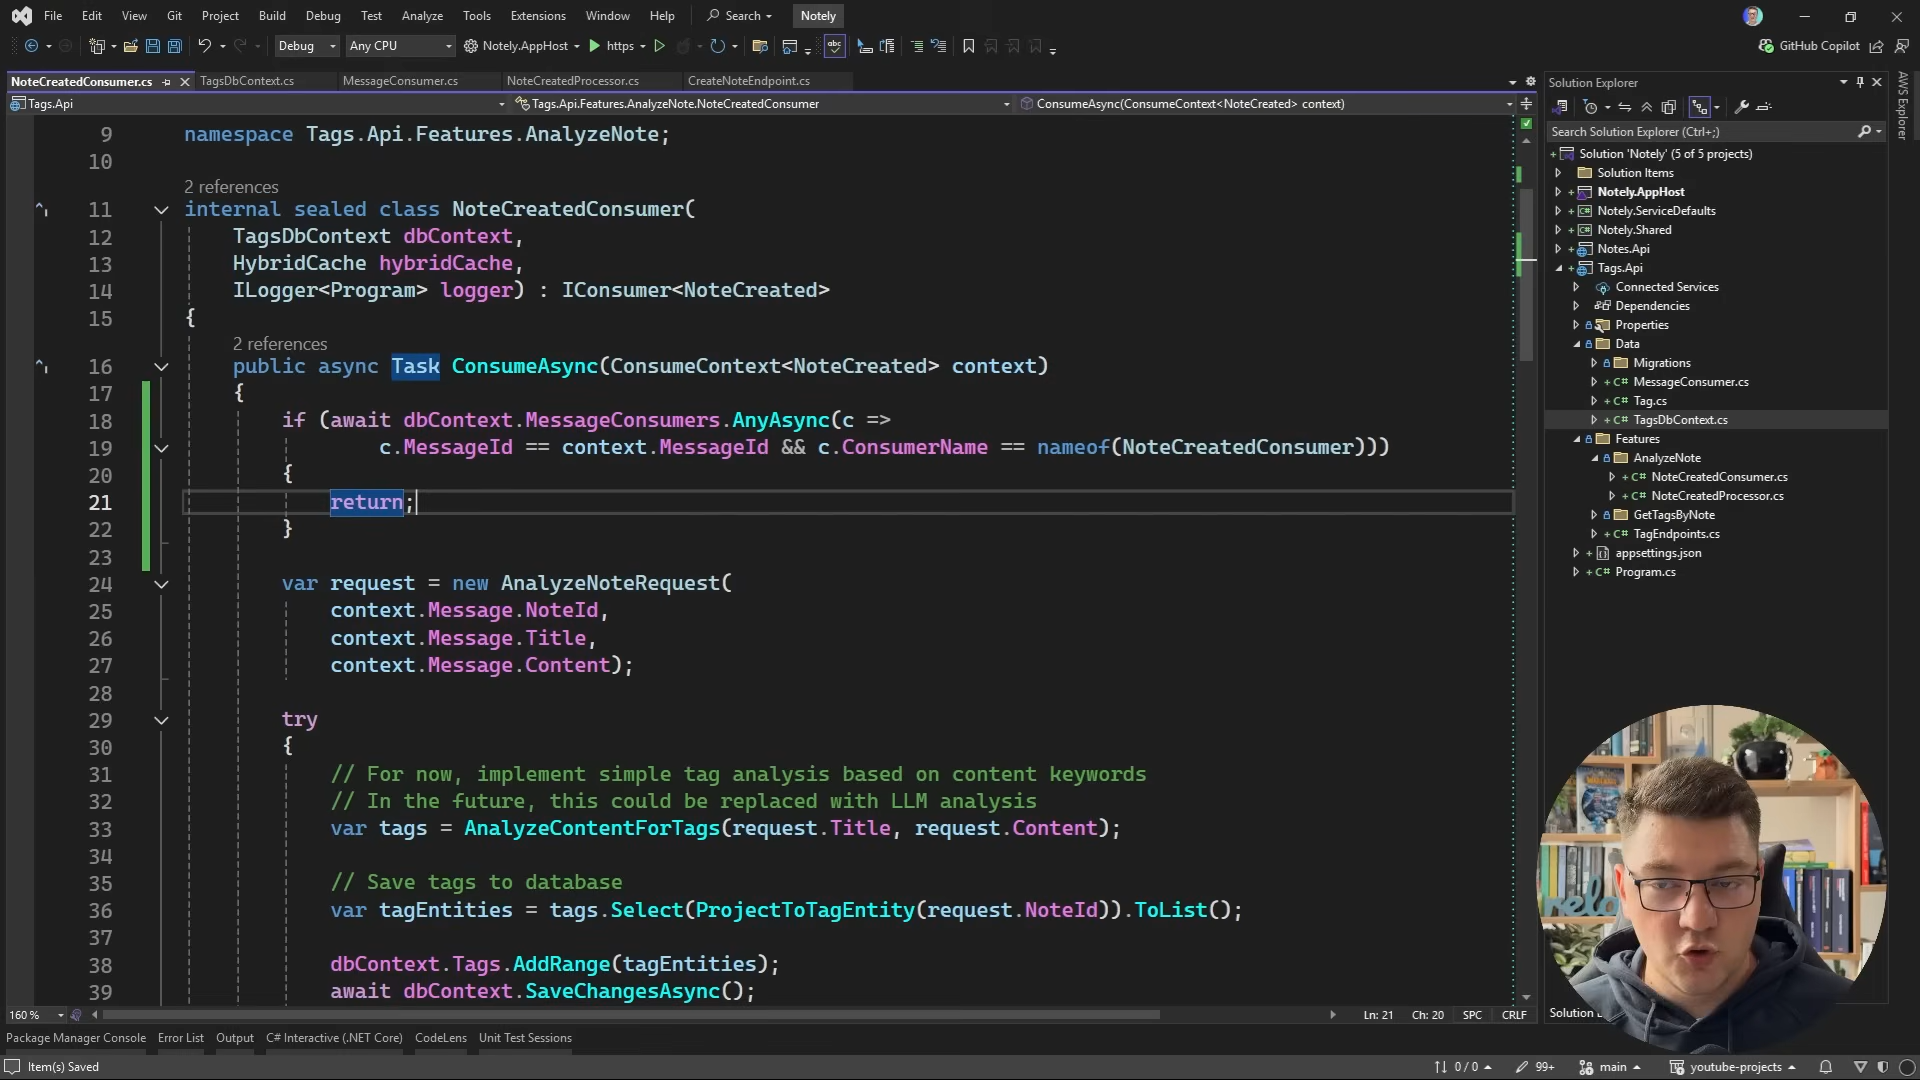 File Edit View Git Project Build Debug Test Analyze Tools Extensions Window Help Search Notely
Debug Any CPU Notely.AppHost https GitHub Copilot
NoteCreatedConsumer.cs TagsDbContext.cs MessageConsumer.cs NoteCreatedProcessor.cs CreateNoteEndpoint.cs
Tags.Api Tags.Api.Features.AnalyzeNote.NoteCreatedConsumer ConsumeAsync(ConsumeContext<NoteCreated> context)
9 namespace Tags.Api.Features.AnalyzeNote;
10
2 references
11 internal sealed class NoteCreatedConsumer(
12 TagsDbContext dbContext,
13 HybridCache hybridCache,
14 ILogger<Program> logger) : IConsumer<NoteCreated>
15 {
2 references
16 public async Task ConsumeAsync(ConsumeContext<NoteCreated> context)
17 {
18 if (await dbContext.MessageConsumers.AnyAsync(c =>
19 c.MessageId == context.MessageId && c.ConsumerName == nameof(NoteCreatedConsumer)))
20 {
21 return;
22 }
23
24 var request = new AnalyzeNoteRequest(
25 context.Message.NoteId,
26 context.Message.Title,
27 context.Message.Content);
28
29 try
30 {
31 // For now, implement simple tag analysis based on content keywords
32 // In the future, this could be replaced with LLM analysis
33 var tags = AnalyzeContentForTags(request.Title, request.Content);
34
35 // Save tags to database
36 var tagEntities = tags.Select(ProjectToTagEntity(request.NoteId)).ToList();
37
38 dbContext.Tags.AddRange(tagEntities);
39 await dbContext.SaveChangesAsync();
160 % Ln: 21 Ch: 20 SPC CRLF
Solution Explorer
Search Solution Explorer (Ctrl+;)
Solution 'Notely' (5 of 5 projects)
Solution Items
Notely.AppHost
Notely.ServiceDefaults
Notely.Shared
Notes.Api
Tags.Api
Connected Services
Dependencies
Properties
Data
Migrations
C# MessageConsumer.cs
C# Tag.cs
C# TagsDbContext.cs
Features
AnalyzeNote
C# NoteCreatedConsumer.cs
C# NoteCreatedProcessor.cs
GetTagsByNote
C# TagEndpoints.cs
appsettings.json
C# Program.cs
AWS Explorer
Package Manager Console Error List Output C# Interactive (.NET Core) CodeLens Unit Test Sessions
Item(s) Saved 0 / 0 99+ main youtube-projects